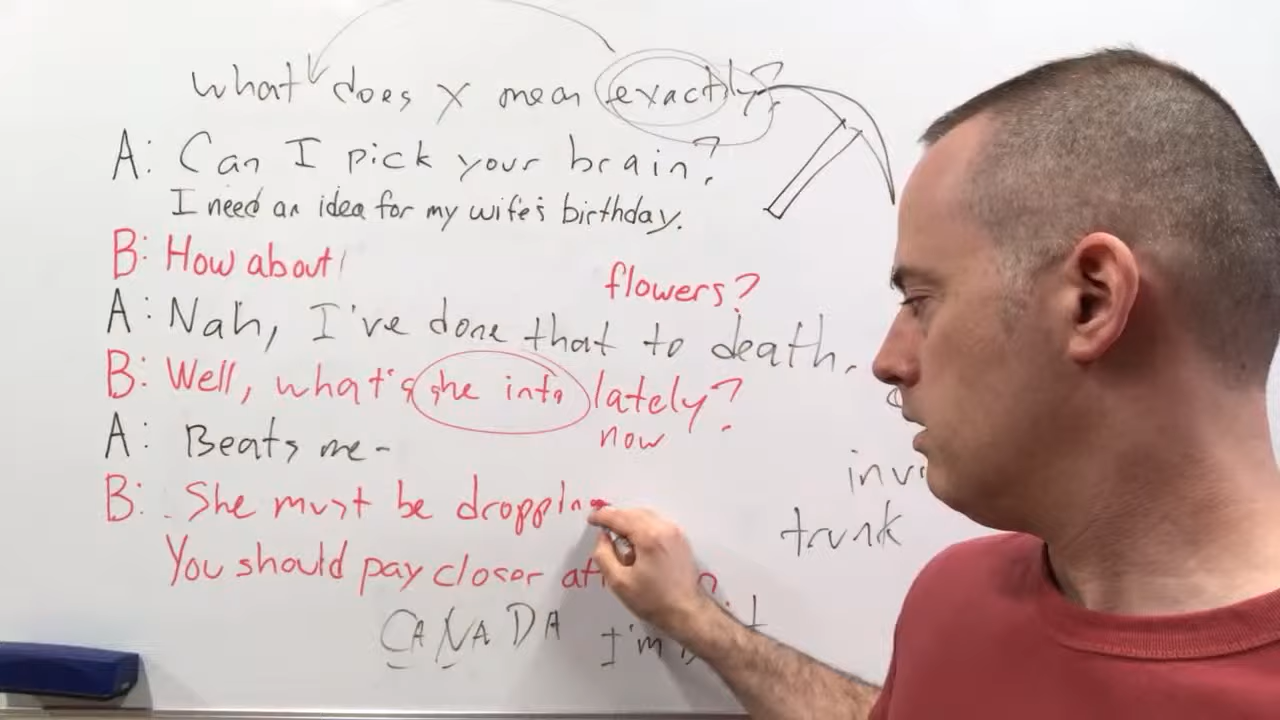 what does x mean exactly?
A: Can I pick your brain?
I need an idea for my wife's birthday.
B: How about flowers?
A: Nah, I've done that to death.
B: Well, what's she into lately?
now
A: Beats me-
B: She must be dropping
You should pay closer
trunk
CANADA I'm